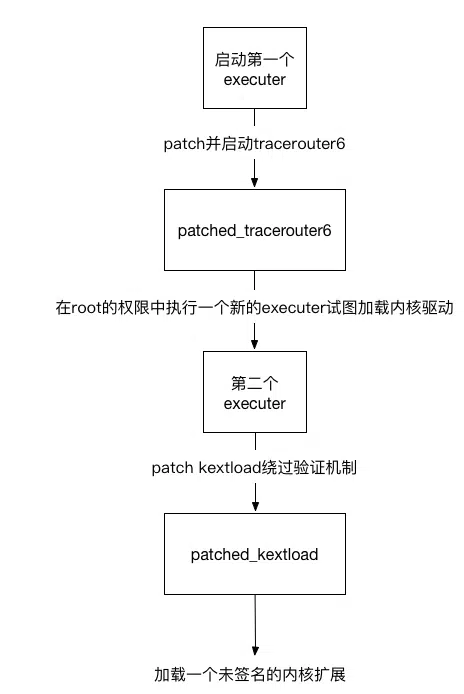 启动第一个
executer
patch并启动tracerouter6
patched_tracerouter6
在root的权限中执行一个新的executer试图加载内核驱动
第二个
executer
patch kextload绕过验证机制
patched_kextload
加载一个未签名的内核扩展